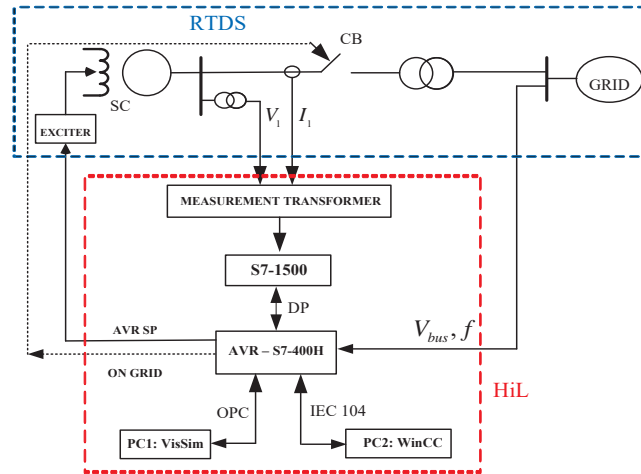 RTDS
CB
SC
GRID
EXCITER
V₁
I₁
MEASUREMENT TRANSFORMER
S7-1500
DP
AVR SP
AVR – S7-400H
V_bus, f
ON GRID
HiL
OPC
IEC 104
PC1: VisSim
PC2: WinCC